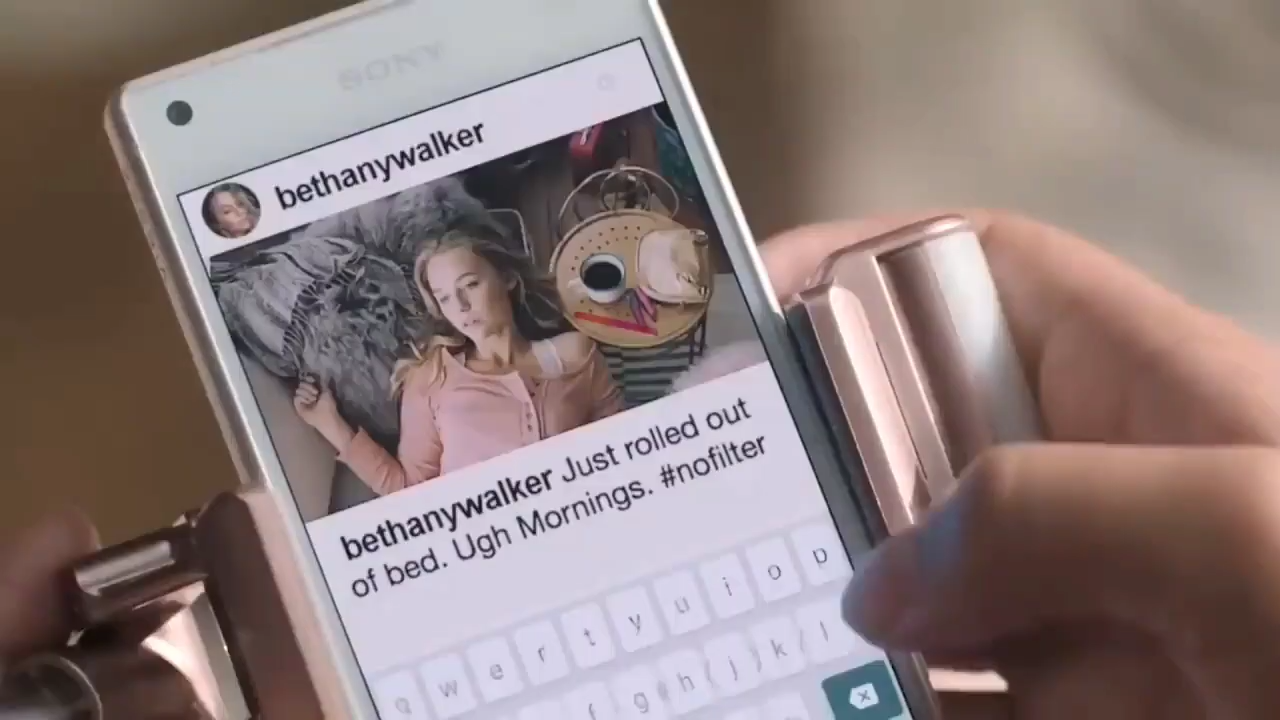 SONY
bethanywalker
bethanywalker Just rolled out
of bed. Ugh Mornings. #nofilter
q w e r t y u i o p
f g h j k l